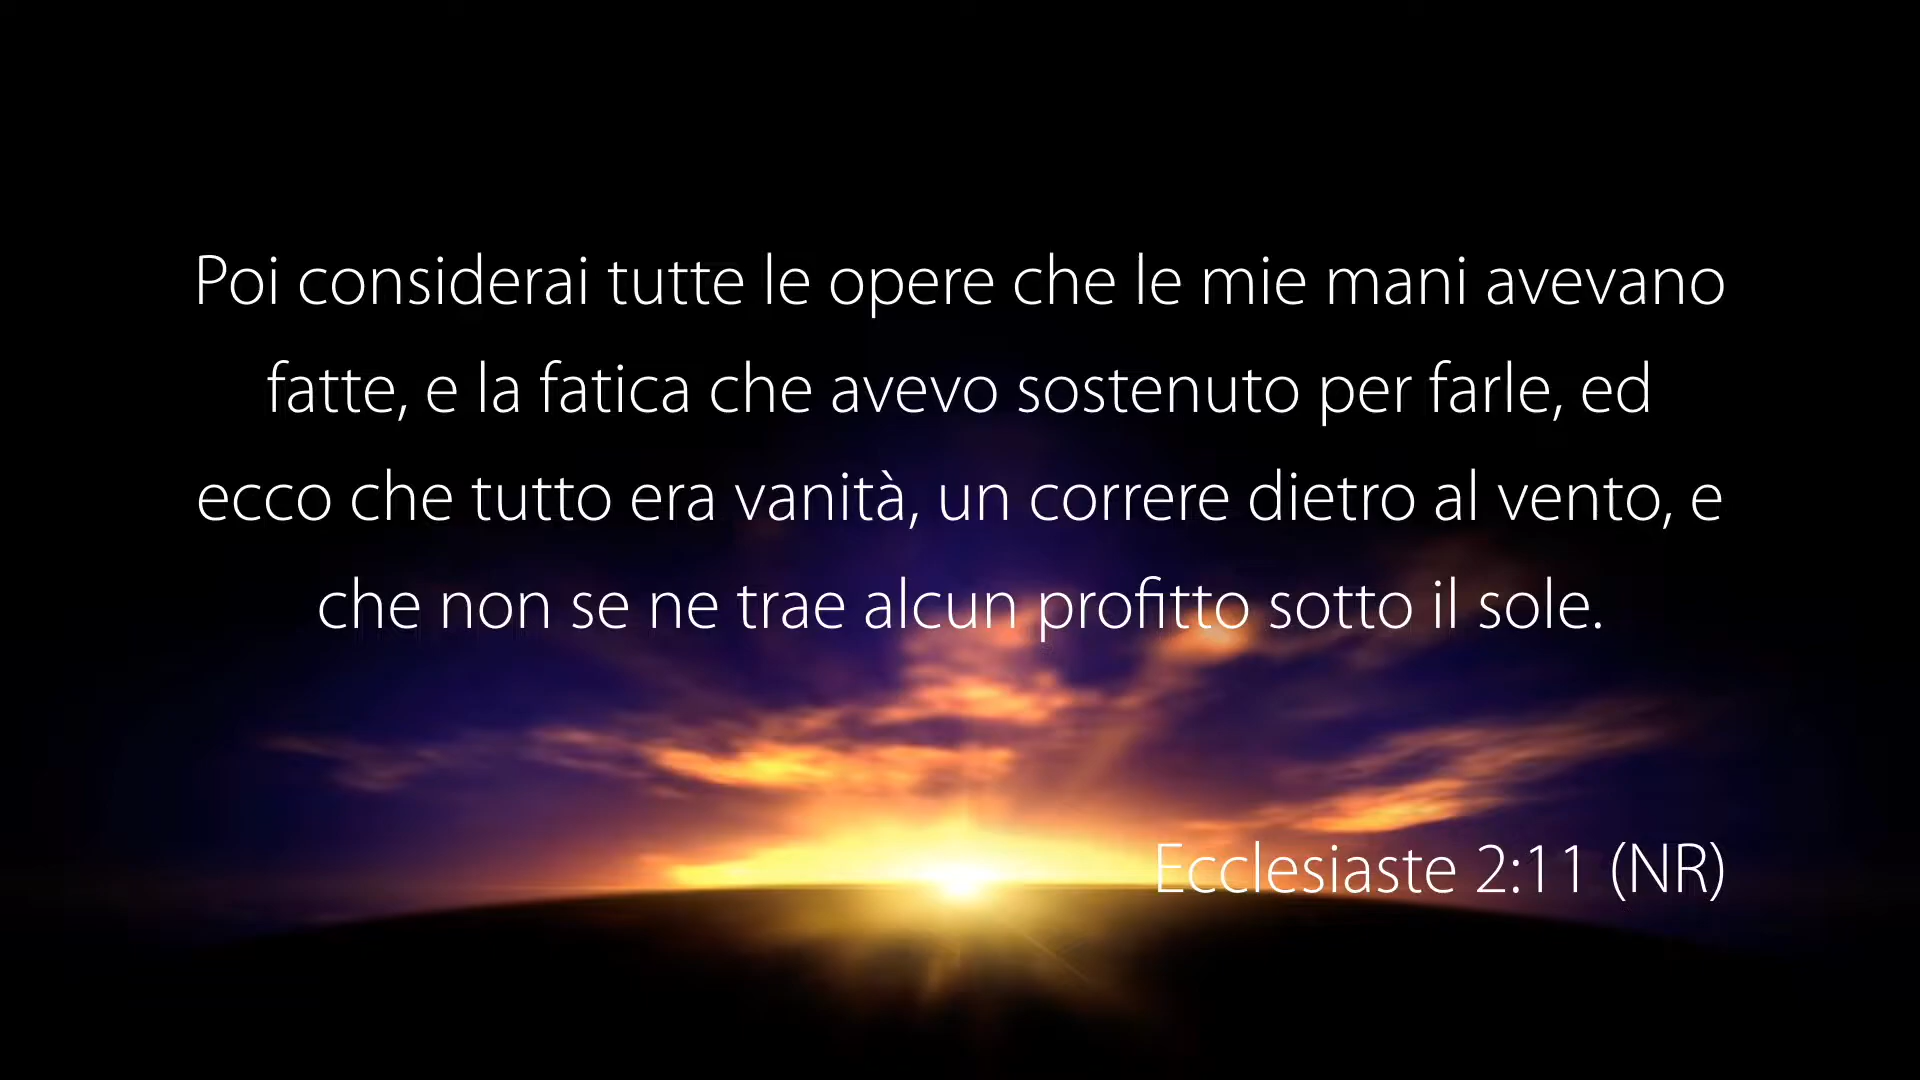 Poi considerai tutte le opere che le mie mani avevano
fatte, e la fatica che avevo sostenuto per farle, ed
ecco che tutto era vanità, un correre dietro al vento, e
che non se ne trae alcun profitto sotto il sole.
Ecclesiaste 2:11 (NR)